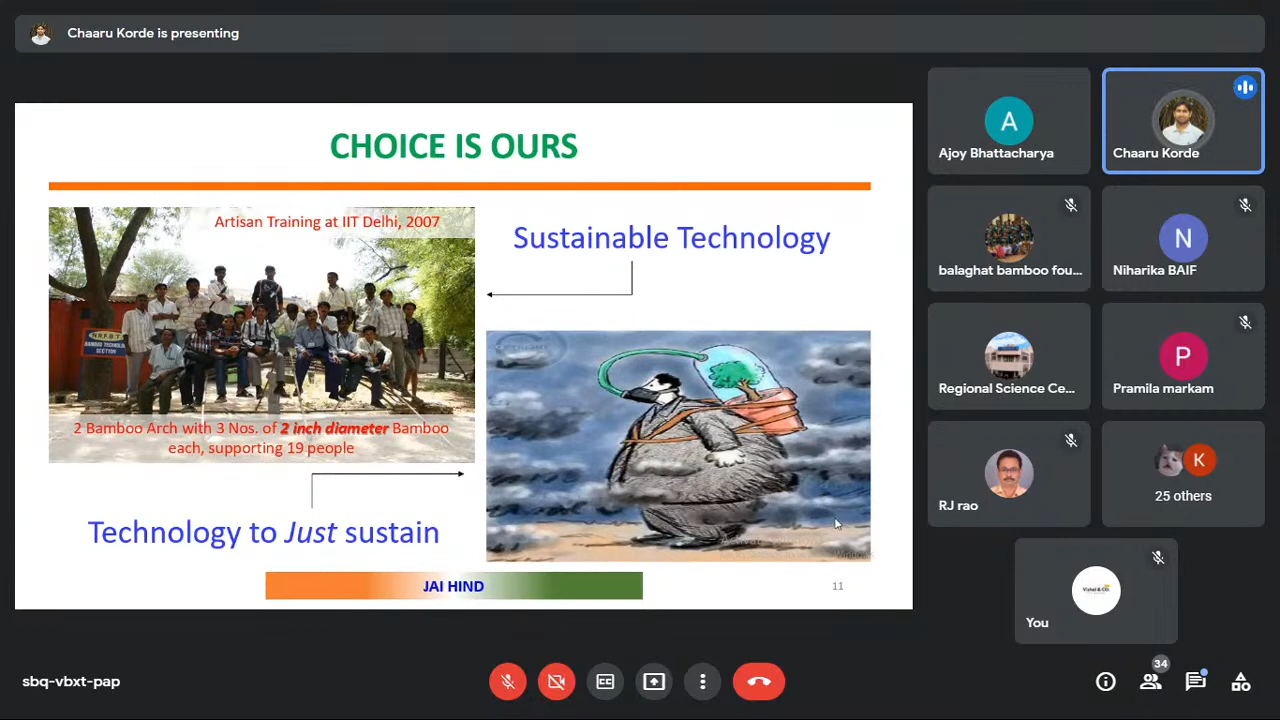 Chaaru Korde is presenting
CHOICE IS OURS
Artisan Training at IIT Delhi, 2007
BAMBOO
SECTION
2 Bamboo Arch with 3 Nos. of 2 inch diameter Bamboo
each, supporting 19 people
Sustainable Technology
Technology to Just sustain
JAI HIND
11
A
Ajoy Bhattacharya
Chaaru Korde
balaghat bamboo fou...
N
Niharika BAIF
Regional Science Ce...
P
Pramila markam
RJ rao
K
25 others
You
sbq-vbxt-pap
CC
34